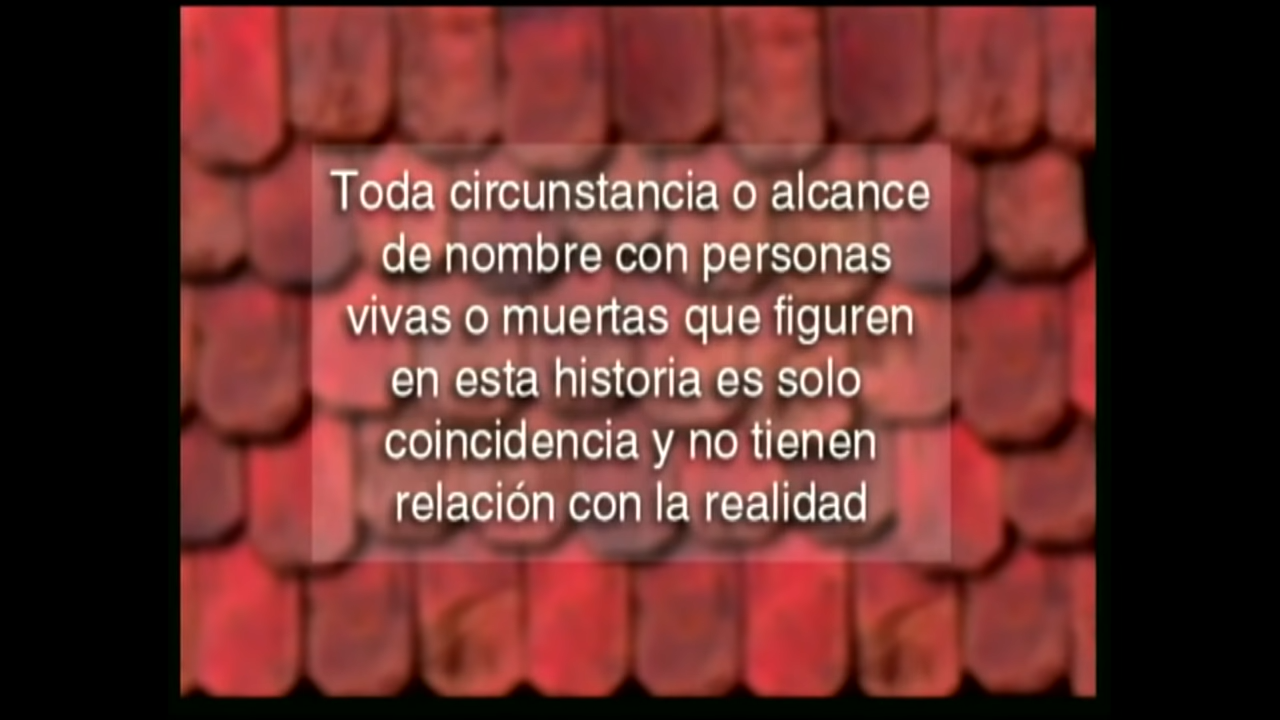 Toda circunstancia o alcance
de nombre con personas
vivas o muertas que figuren
en esta historia es solo
coincidencia y no tienen
relación con la realidad